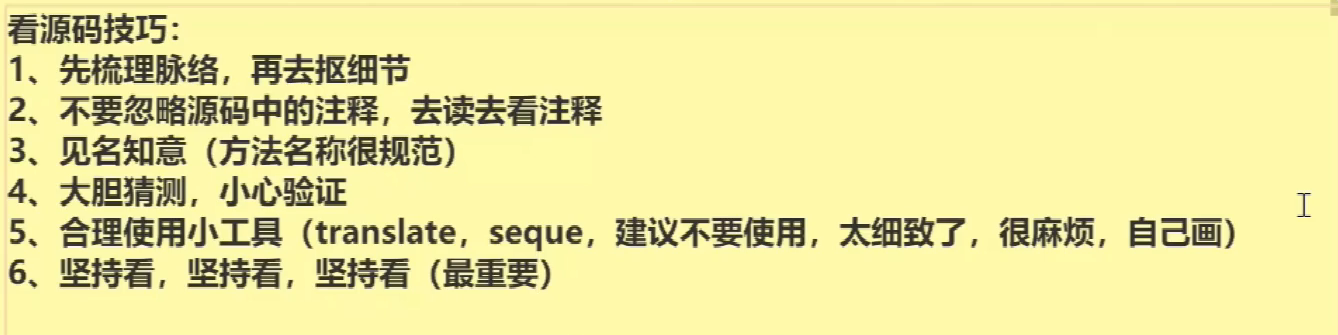 看源码技巧：
1、先梳理脉络，再去抠细节
2、不要忽略源码中的注释，去读去看注释
3、见名知意（方法名称很规范）
4、大胆猜测，小心验证
5、合理使用小工具（translate，seque，建议不要使用，太细致了，很麻烦，自己画）
6、坚持看，坚持看，坚持看（最重要）